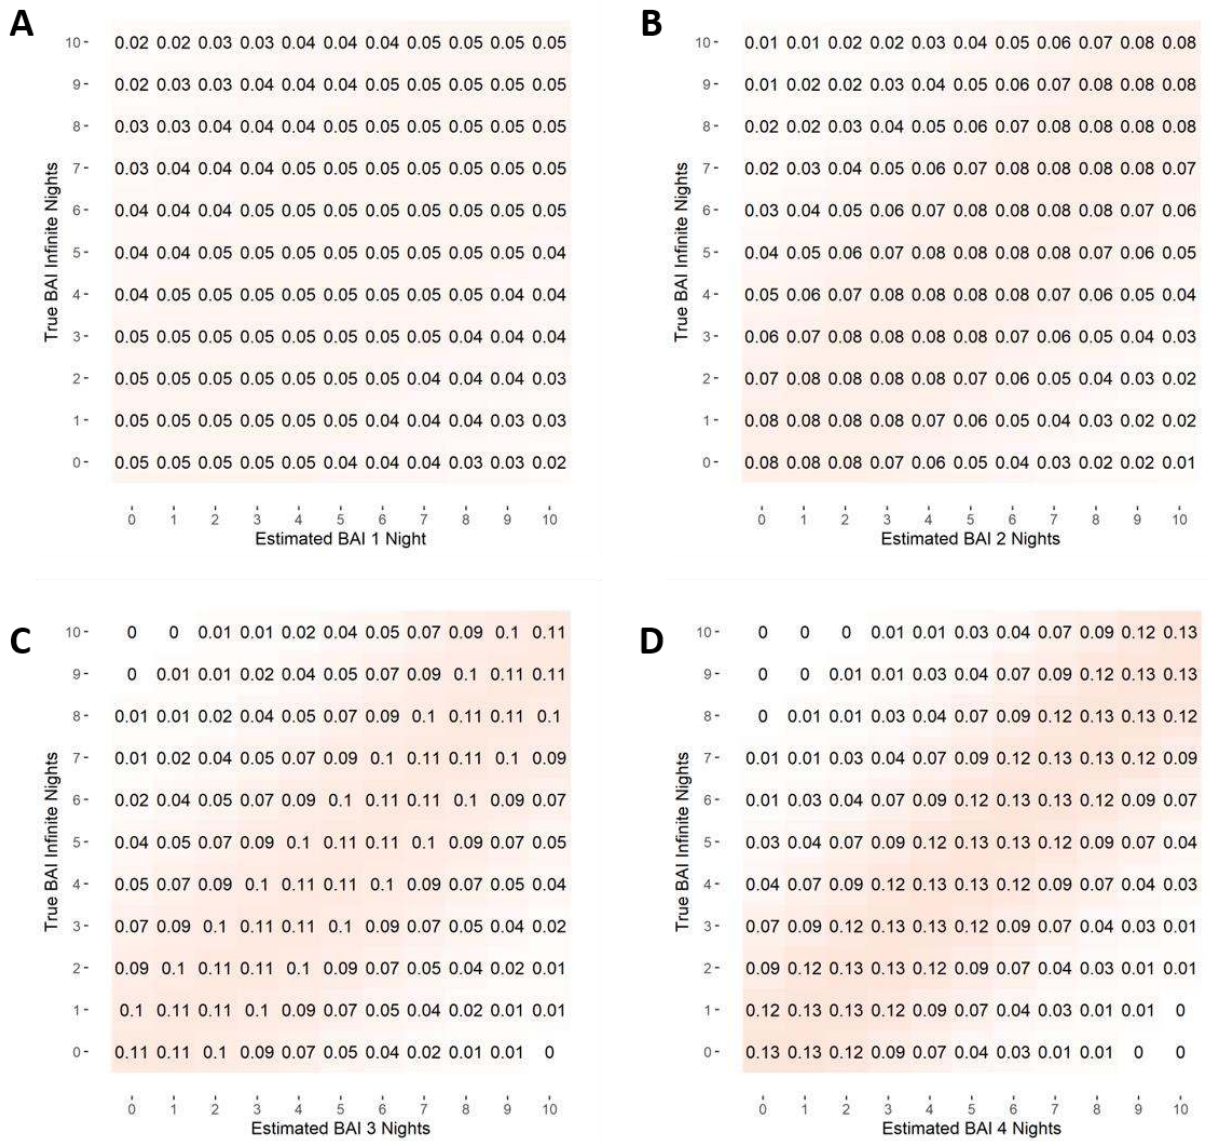 A
True BAI Infinite Nights
10 0.02 0.02 0.03 0.03 0.04 0.04 0.04 0.05 0.05 0.05 0.05
9 0.02 0.03 0.03 0.04 0.04 0.04 0.05 0.05 0.05 0.05 0.05
8 0.03 0.03 0.04 0.04 0.04 0.05 0.05 0.05 0.05 0.05 0.05
7 0.03 0.04 0.04 0.04 0.05 0.05 0.05 0.05 0.05 0.05 0.05
6 0.04 0.04 0.04 0.05 0.05 0.05 0.05 0.05 0.05 0.05 0.05
5 0.04 0.04 0.05 0.05 0.05 0.05 0.05 0.05 0.05 0.05 0.04
4 0.04 0.05 0.05 0.05 0.05 0.05 0.05 0.05 0.05 0.04 0.04
3 0.05 0.05 0.05 0.05 0.05 0.05 0.05 0.05 0.04 0.04 0.04
2 0.05 0.05 0.05 0.05 0.05 0.05 0.05 0.04 0.04 0.04 0.03
1 0.05 0.05 0.05 0.05 0.05 0.05 0.04 0.04 0.04 0.03 0.03
0 0.05 0.05 0.05 0.05 0.05 0.04 0.04 0.04 0.03 0.03 0.02
0 1 2 3 4 5 6 7 8 9 10
Estimated BAI 1 Night
B
True BAI Infinite Nights
10 0.01 0.01 0.02 0.02 0.03 0.04 0.05 0.06 0.07 0.08 0.08
9 0.01 0.02 0.02 0.03 0.04 0.05 0.06 0.07 0.08 0.08 0.08
8 0.02 0.02 0.03 0.04 0.05 0.06 0.07 0.08 0.08 0.08 0.08
7 0.02 0.03 0.04 0.05 0.06 0.07 0.08 0.08 0.08 0.08 0.07
6 0.03 0.04 0.05 0.06 0.07 0.08 0.08 0.08 0.08 0.07 0.06
5 0.04 0.05 0.06 0.07 0.08 0.08 0.08 0.08 0.07 0.06 0.05
4 0.05 0.06 0.07 0.08 0.08 0.08 0.08 0.07 0.06 0.05 0.04
3 0.06 0.07 0.08 0.08 0.08 0.08 0.07 0.06 0.05 0.04 0.03
2 0.07 0.08 0.08 0.08 0.08 0.07 0.06 0.05 0.04 0.03 0.02
1 0.08 0.08 0.08 0.08 0.07 0.06 0.05 0.04 0.03 0.02 0.02
0 0.08 0.08 0.08 0.07 0.06 0.05 0.04 0.03 0.02 0.02 0.01
0 1 2 3 4 5 6 7 8 9 10
Estimated BAI 2 Nights
C
True BAI Infinite Nights
10 0 0 0.01 0.01 0.02 0.04 0.05 0.07 0.09 0.1 0.11
9 0 0.01 0.01 0.02 0.04 0.05 0.07 0.09 0.1 0.11 0.11
8 0.01 0.01 0.02 0.04 0.05 0.07 0.09 0.1 0.11 0.11 0.1
7 0.01 0.02 0.04 0.05 0.07 0.09 0.1 0.11 0.11 0.1 0.09
6 0.02 0.04 0.05 0.07 0.09 0.1 0.11 0.11 0.1 0.09 0.07
5 0.04 0.05 0.07 0.09 0.1 0.11 0.11 0.1 0.09 0.07 0.05
4 0.05 0.07 0.09 0.1 0.11 0.11 0.1 0.09 0.07 0.05 0.04
3 0.07 0.09 0.1 0.11 0.11 0.1 0.09 0.07 0.05 0.04 0.02
2 0.09 0.1 0.11 0.11 0.1 0.09 0.07 0.05 0.04 0.02 0.01
1 0.1 0.11 0.11 0.1 0.09 0.07 0.05 0.04 0.02 0.01 0.01
0 0.11 0.11 0.1 0.09 0.07 0.05 0.04 0.02 0.01 0.01 0
0 1 2 3 4 5 6 7 8 9 10
Estimated BAI 3 Nights
D
True BAI Infinite Nights
10 0 0 0 0.01 0.01 0.03 0.04 0.07 0.09 0.12 0.13
9 0 0 0.01 0.01 0.03 0.04 0.07 0.09 0.12 0.13 0.13
8 0 0.01 0.01 0.03 0.04 0.07 0.09 0.12 0.13 0.13 0.12
7 0.01 0.01 0.03 0.04 0.07 0.09 0.12 0.13 0.13 0.12 0.09
6 0.01 0.03 0.04 0.07 0.09 0.12 0.13 0.13 0.12 0.09 0.07
5 0.03 0.04 0.07 0.09 0.12 0.13 0.13 0.12 0.09 0.07 0.04
4 0.04 0.07 0.09 0.12 0.13 0.13 0.12 0.09 0.07 0.04 0.03
3 0.07 0.09 0.12 0.13 0.13 0.12 0.09 0.07 0.04 0.03 0.01
2 0.09 0.12 0.13 0.13 0.12 0.09 0.07 0.04 0.03 0.01 0.01
1 0.12 0.13 0.13 0.12 0.09 0.07 0.04 0.03 0.01 0.01 0
0 0.13 0.13 0.12 0.09 0.07 0.04 0.03 0.01 0.01 0 0
0 1 2 3 4 5 6 7 8 9 10
Estimated BAI 4 Nights